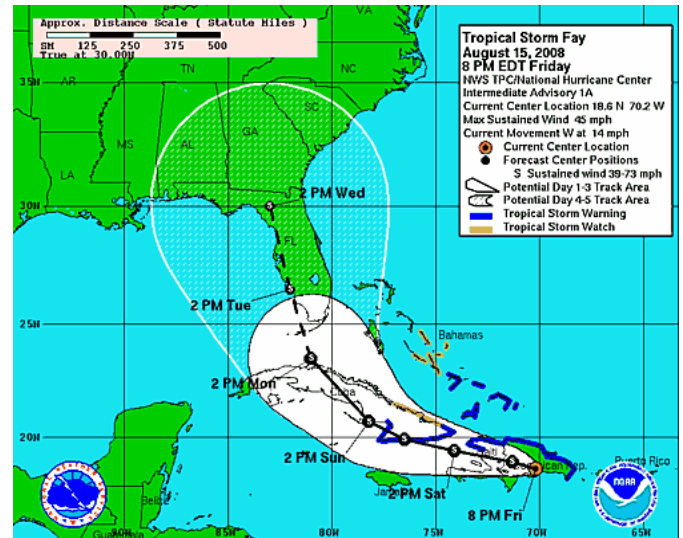 Approx. Distance Scale ( Statute Miles )
SM 125 250 375 500
True at 30.00N
Tropical Storm Fay
August 15, 2008
8 PM EDT Friday
NWS TPC/National Hurricane Center
Intermediate Advisory 1A
Current Center Location 18.6 N 70.2 W
Max Sustained Wind 45 mph
Current Movement W at 14 mph
Current Center Location
Forecast Center Positions
S Sustained wind 39-73 mph
Potential Day 1-3 Track Area
Potential Day 4-5 Track Area
Tropical Storm Warning
Tropical Storm Watch
VA
TN
NC
AR
35N
SC
MS
AL
GA
LA
30N
S
2 PM Wed
FL
S
2 PM Tue
25N
Bahamas
S
2 PM Mon
Cuba
S
S
20N
2 PM Sun
S
Haiti
S
Rep.
Puerto Rico
2 PM Sat
8 PM Fri
Belize
Guatemala
NOAA
90W
85W
80W
75W
70W
65W